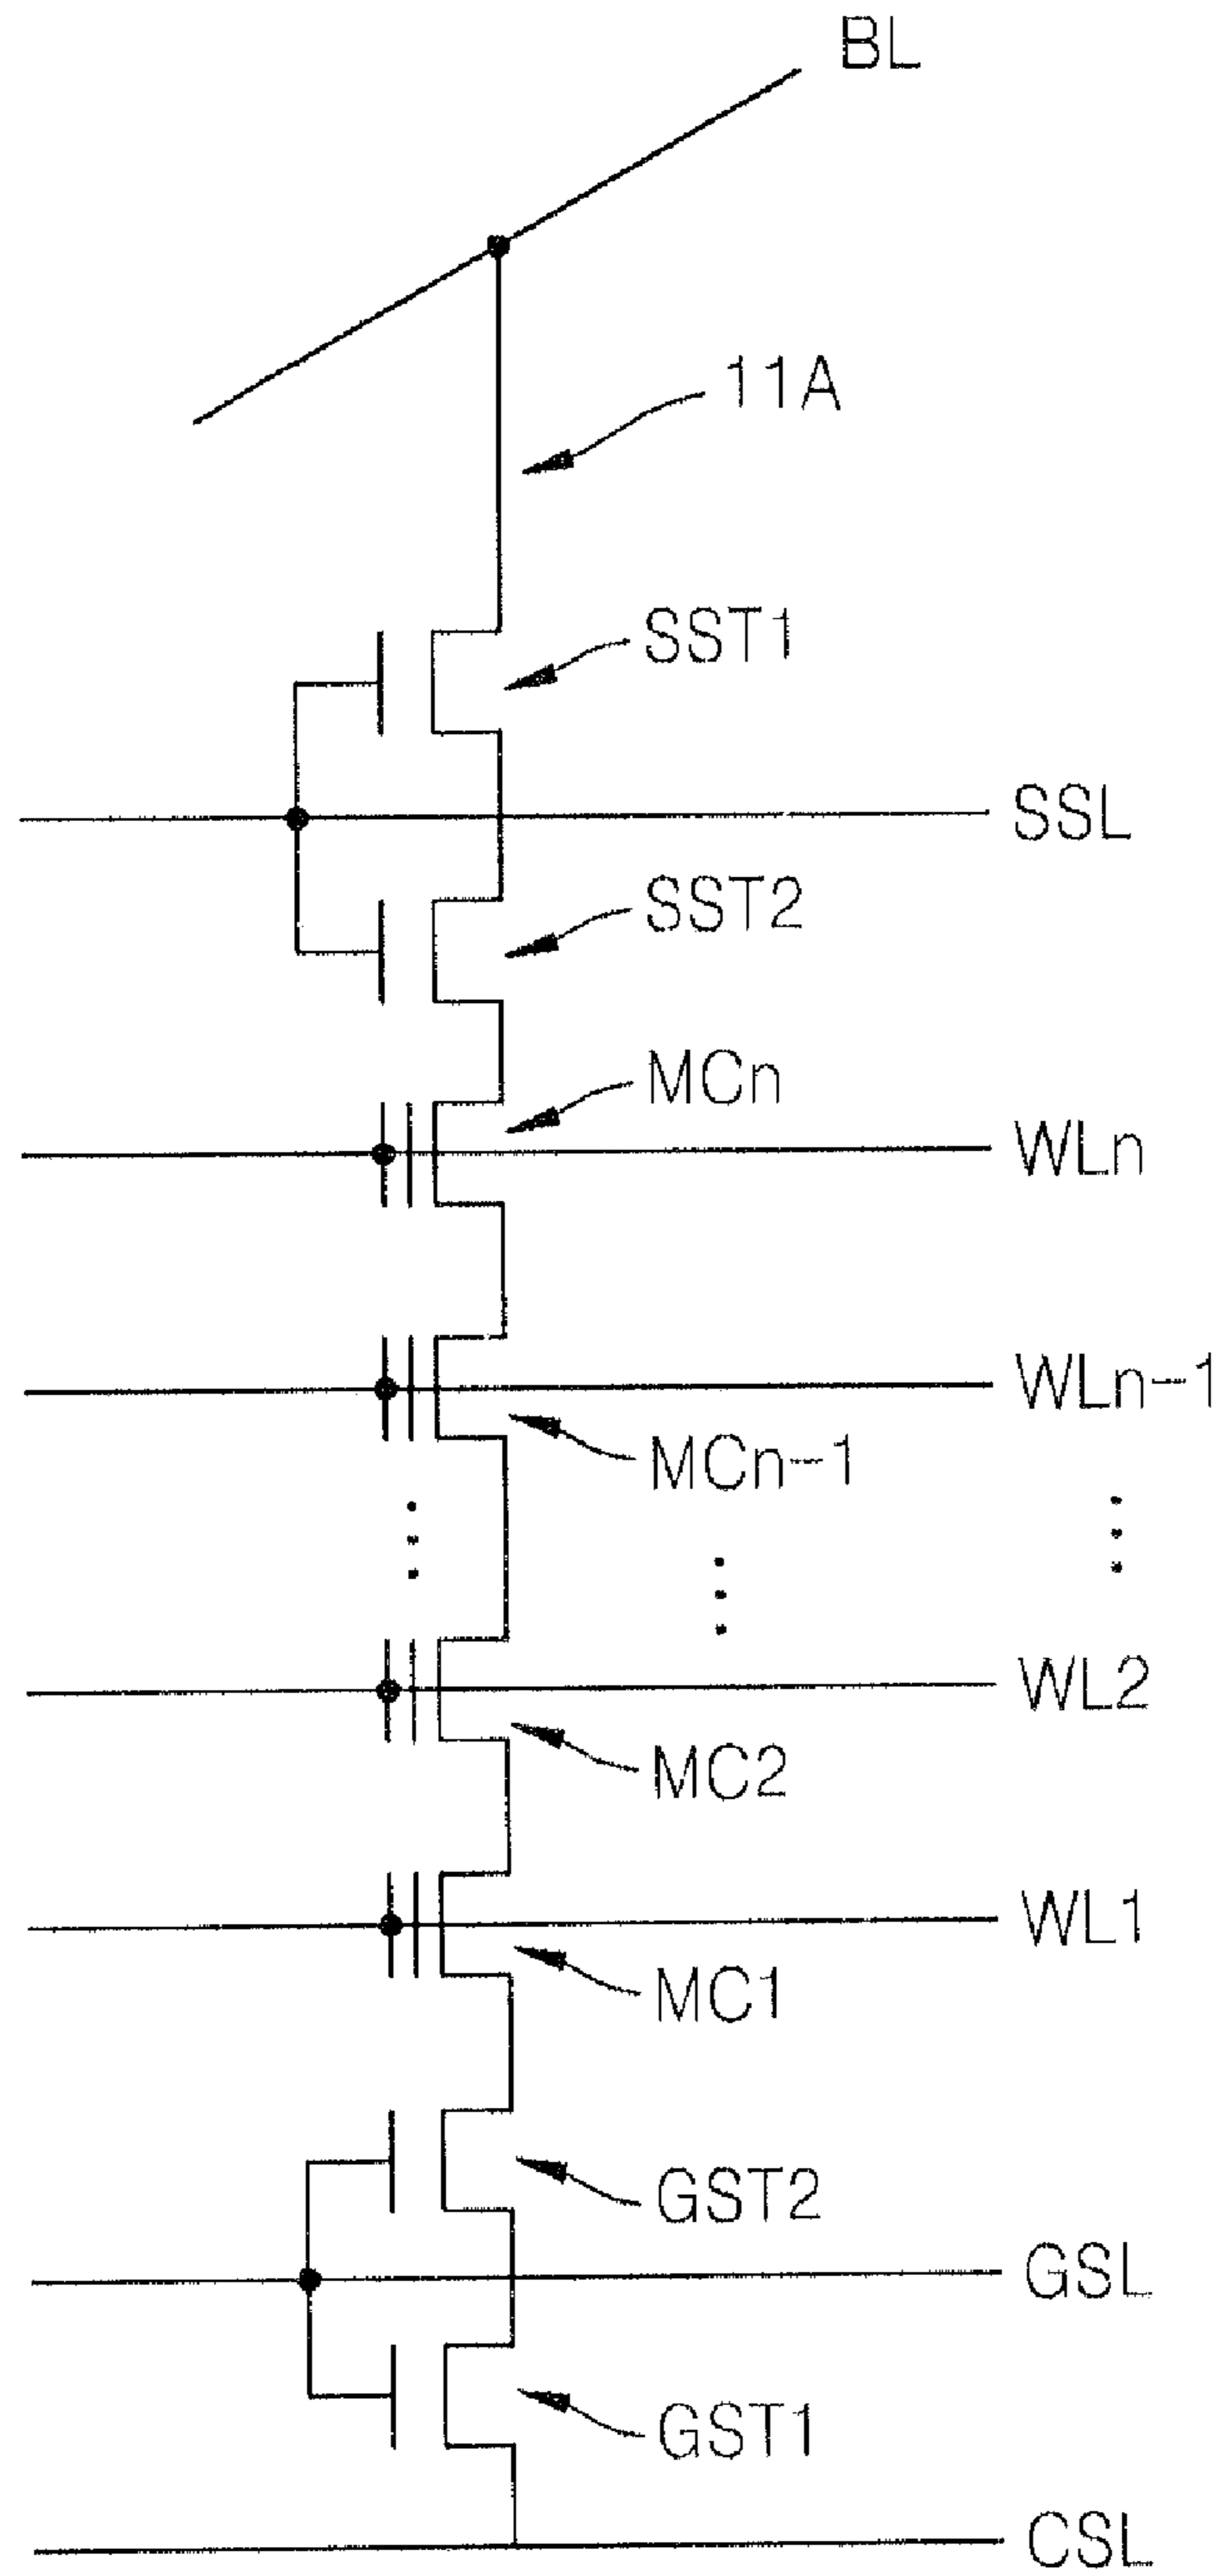 BL
11A
SST1
SSL
SST2
MCn
WLn
WLn-1
MCn-1
WL2
MC2
WL1
MC1
GST2
GSL
GST1
CSL